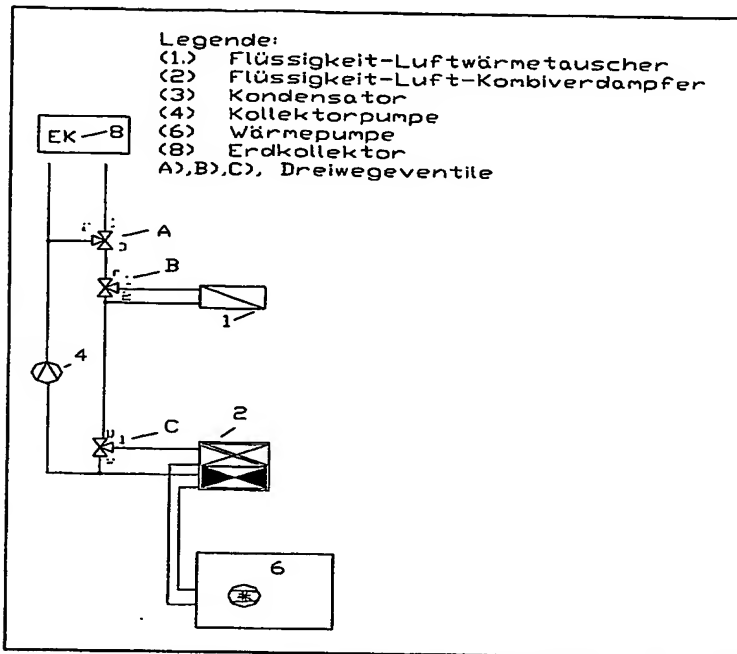 Legende:
(1.) Flüssigkeit-Luftwärmetauscher
(2) Flüssigkeit-Luft-Kombiverdampfer
(3) Kondensator
(4) Kollektorpumpe
(6) Wärmepumpe
(8) Erdkollektor
A),B),C), Dreiwegeventile
EK 8
A
B
1
4
C
2
6